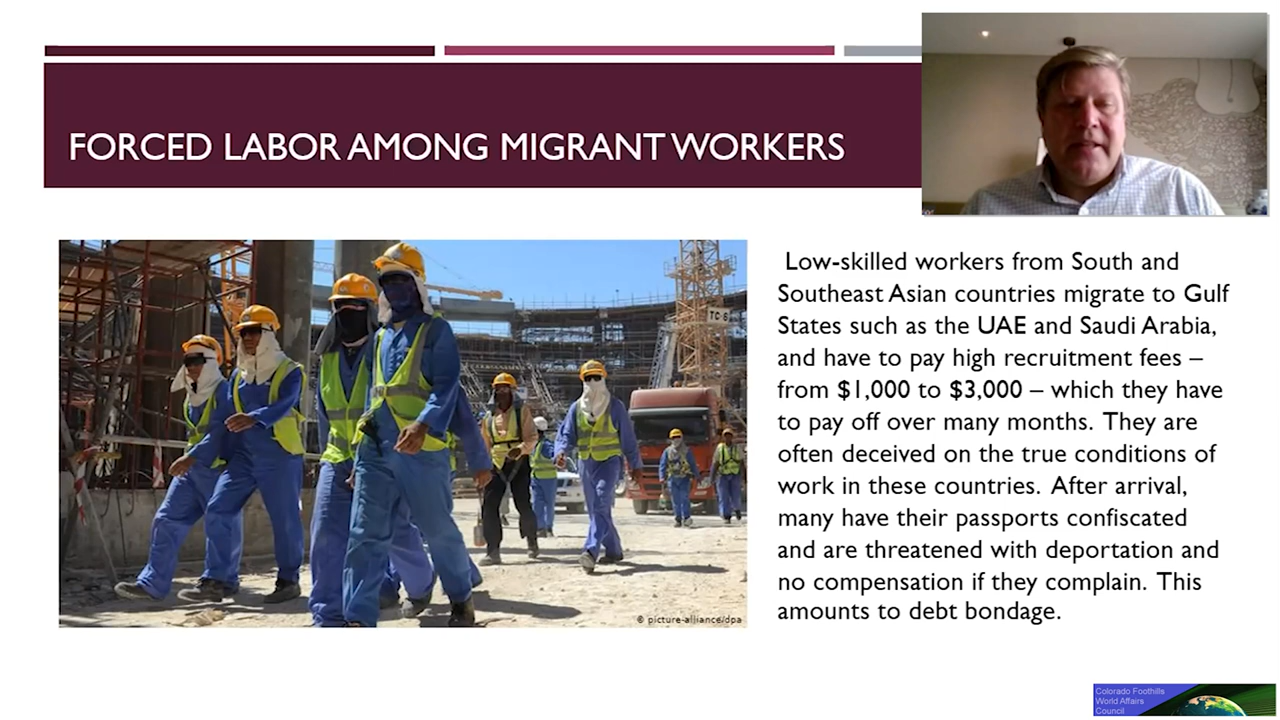 FORCED LABOR AMONG MIGRANT WORKERS
TC 6
Low-skilled workers from South and
Southeast Asian countries migrate to Gulf
States such as the UAE and Saudi Arabia,
and have to pay high recruitment fees –
from $1,000 to $3,000 – which they have
to pay off over many months. They are
often deceived on the true conditions of
work in these countries. After arrival,
many have their passports confiscated
and are threatened with deportation and
no compensation if they complain. This
amounts to debt bondage.
© picture-alliance/dpa
Colorado Foothills
World Affairs
Council